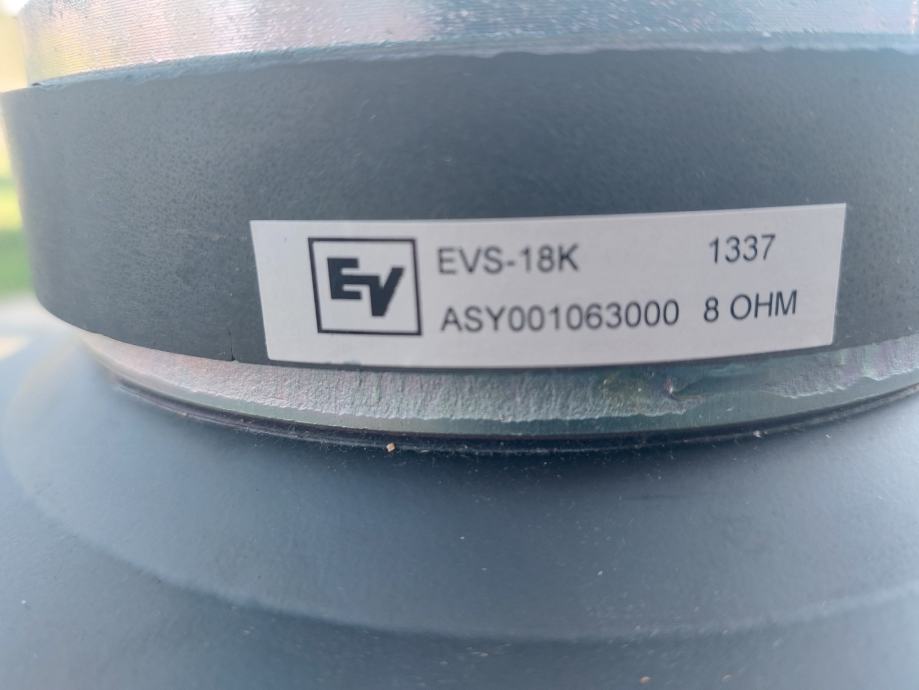 EV
EVS-18K 1337
ASY001063000 8 OHM